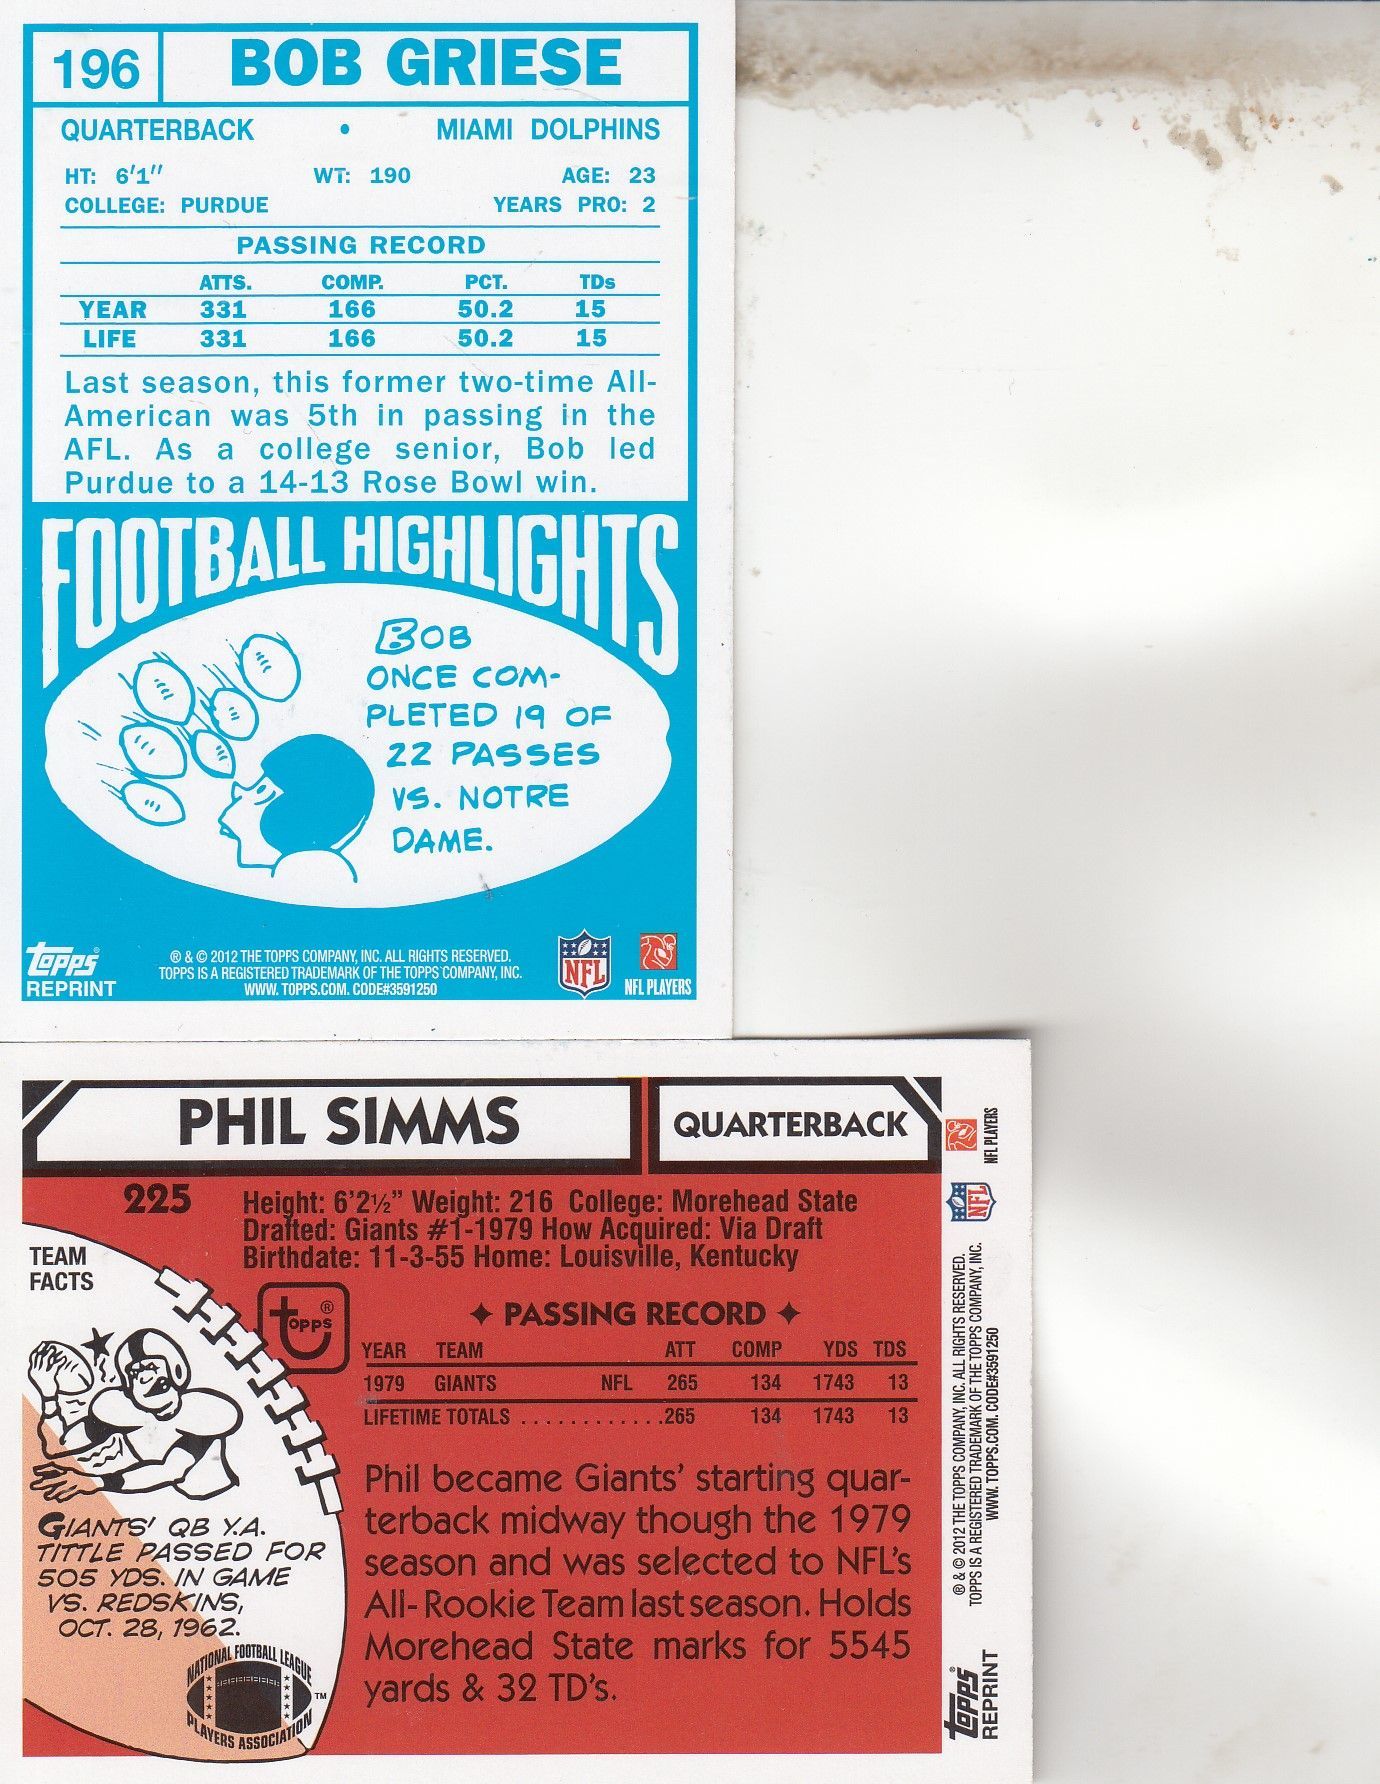 196
BOB GRIESE
QUARTERBACK • MIAMI DOLPHINS
HT: 6'1" WT: 190 AGE: 23
COLLEGE: PURDUE YEARS PRO: 2
PASSING RECORD
ATTS. COMP. PCT. TDs
YEAR 331 166 50.2 15
LIFE 331 166 50.2 15
Last season, this former two-time All-
American was 5th in passing in the
AFL. As a college senior, Bob led
Purdue to a 14-13 Rose Bowl win.
FOOTBALL HIGHLIGHTS
BOB
ONCE COM-
PLETED 19 OF
22 PASSES
VS. NOTRE
DAME.
Topps
REPRINT
® & © 2012 THE TOPPS COMPANY, INC. ALL RIGHTS RESERVED.
TOPPS IS A REGISTERED TRADEMARK OF THE TOPPS COMPANY, INC.
WWW. TOPPS.COM. CODE#3591250
NFL
NFL PLAYERS
PHIL SIMMS
QUARTERBACK
225
Height: 6'2½" Weight: 216 College: Morehead State
Drafted: Giants #1-1979 How Acquired: Via Draft
Birthdate: 11-3-55 Home: Louisville, Kentucky
TEAM
FACTS
topps®
✦ PASSING RECORD ✦
YEAR TEAM ATT COMP YDS TDS
1979 GIANTS NFL 265 134 1743 13
LIFETIME TOTALS . . . . . . . . . . . .265 134 1743 13
Phil became Giants' starting quar-
terback midway though the 1979
season and was selected to NFL's
All-Rookie Team last season. Holds
Morehead State marks for 5545
yards & 32 TD's.
GIANTS' QB Y.A.
TITTLE PASSED FOR
505 YDS. IN GAME
VS. REDSKINS,
OCT. 28, 1962.
NATIONAL FOOTBALL LEAGUE
PLAYERS ASSOCIATION
TM
NFL PLAYERS
NFL
® & © 2012 THE TOPPS COMPANY, INC. ALL RIGHTS RESERVED.
TOPPS IS A REGISTERED TRADEMARK OF THE TOPPS COMPANY, INC.
WWW. TOPPS.COM. CODE#3591250
Topps®
REPRINT